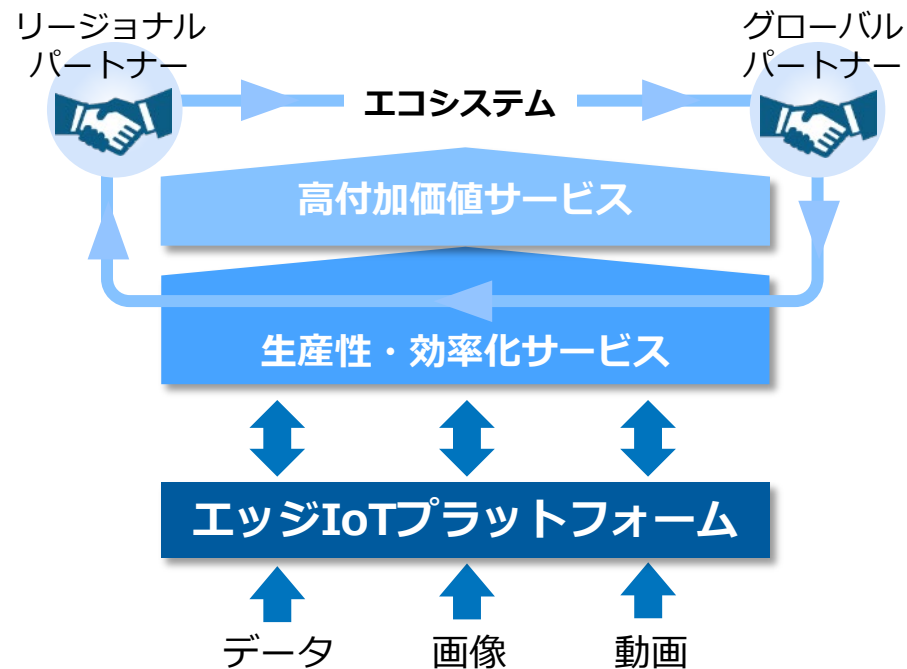 リージョナル
パートナー
グローバル
パートナー
エコシステム
高付加価値サービス
生産性・効率化サービス
エッジIoTプラットフォーム
データ
画像
動画